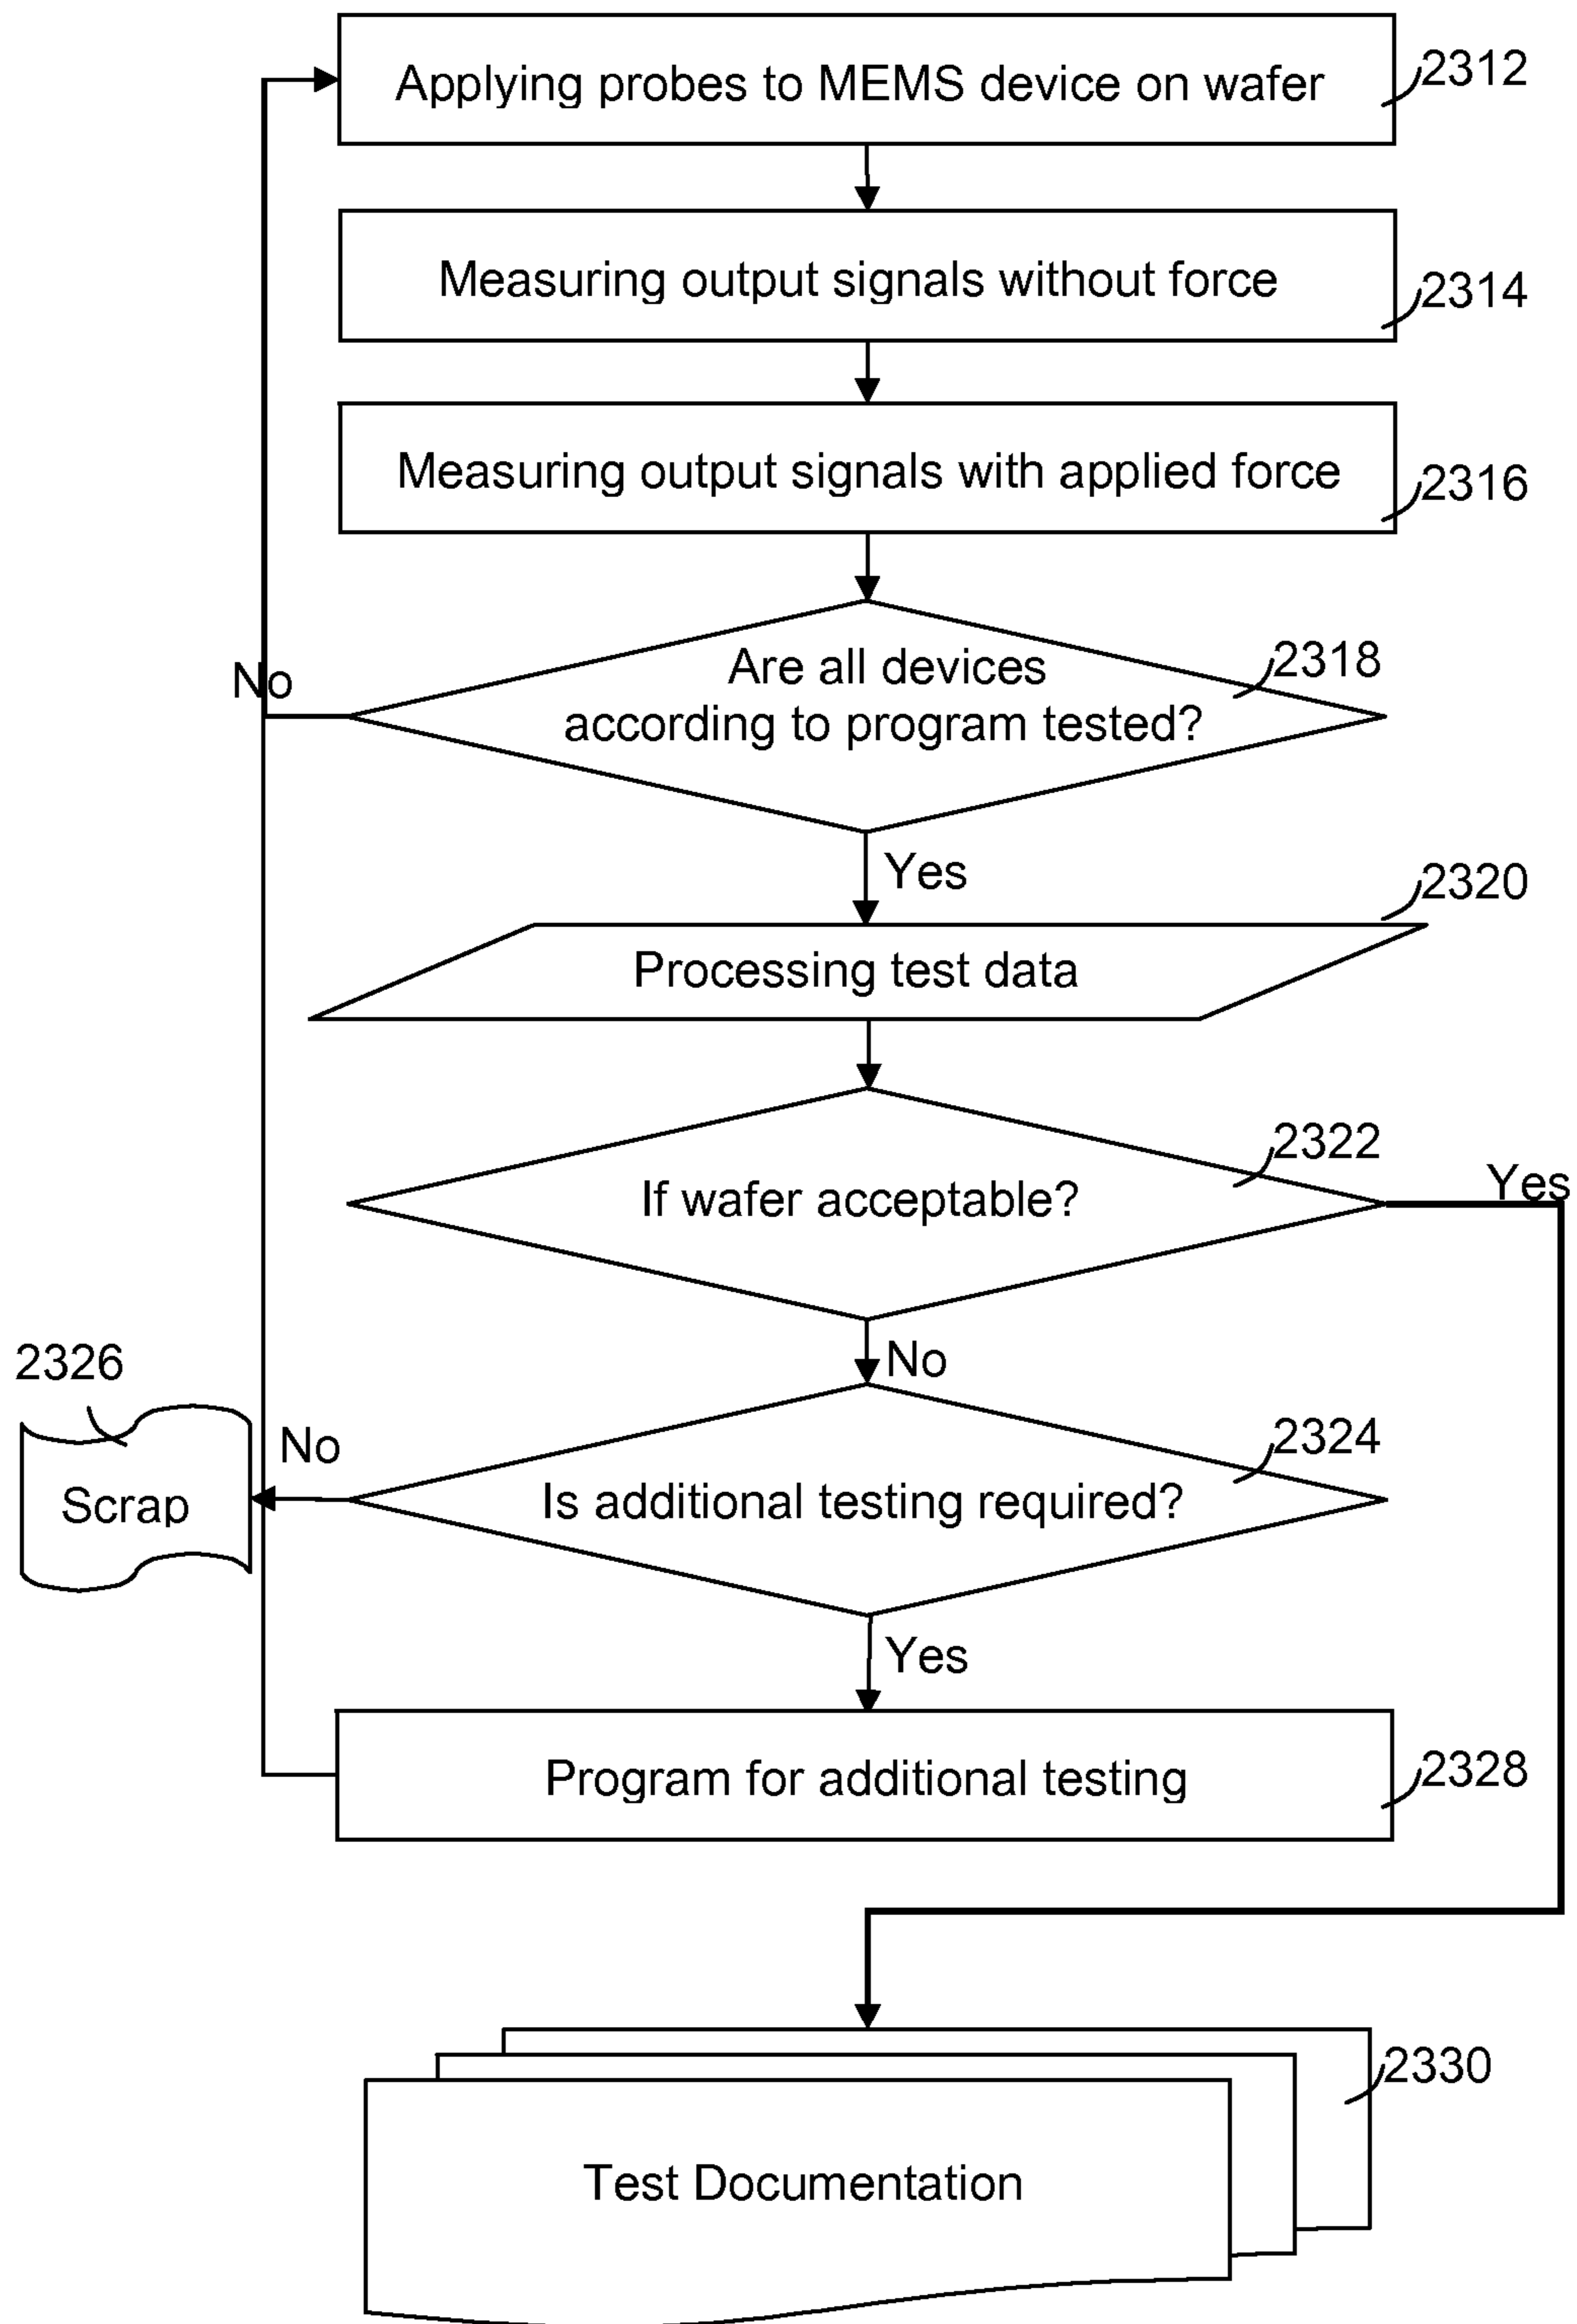 Applying probes to MEMS device on wafer
2312
Measuring output signals without force
2314
Measuring output signals with applied force
2316
Are all devices
according to program tested?
2318
No
Yes
2320
Processing test data
If wafer acceptable?
2322
Yes
No
2326
Scrap
No
Is additional testing required?
2324
Yes
Program for additional testing
2328
2330
Test Documentation